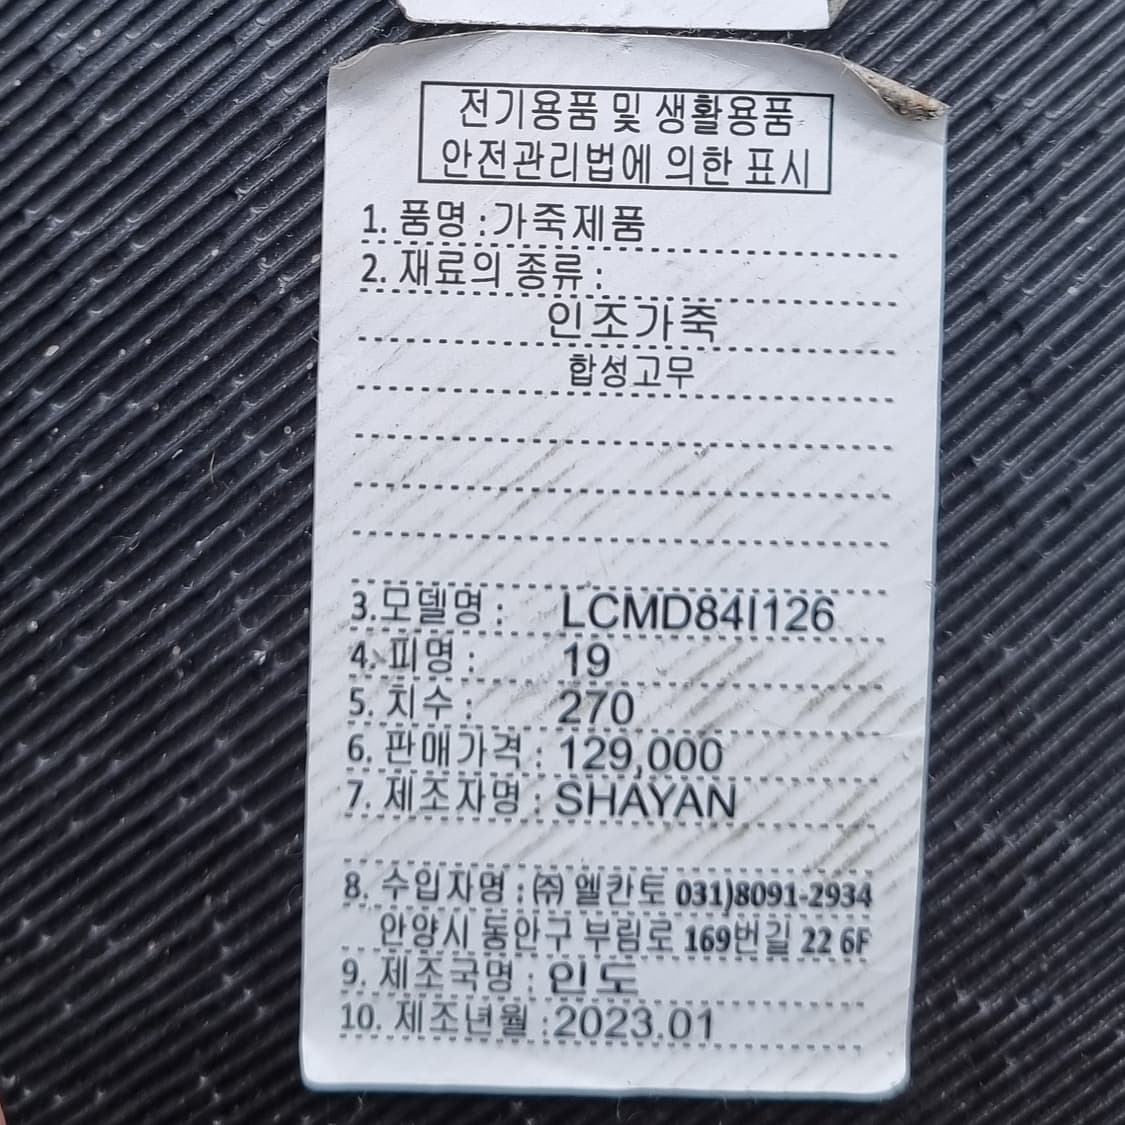 전기용품 및 생활용품
안전관리법에 의한 표시
1. 품명 :가죽제품
2. 재료의 종류 :
인조가죽
합성고무
3.모델명 : LCMD84I126
4. 피명 : 19
5. 치수 : 270
6. 판매가격 : 129,000
7. 제조자명 : SHAYAN
8. 수입자명 : ㈜ 엘칸토 031)8091-2934
안양시 동안구 부림로 169번길 22 6F
9. 제조국명 : 인도
10. 제조년월 :2023.01